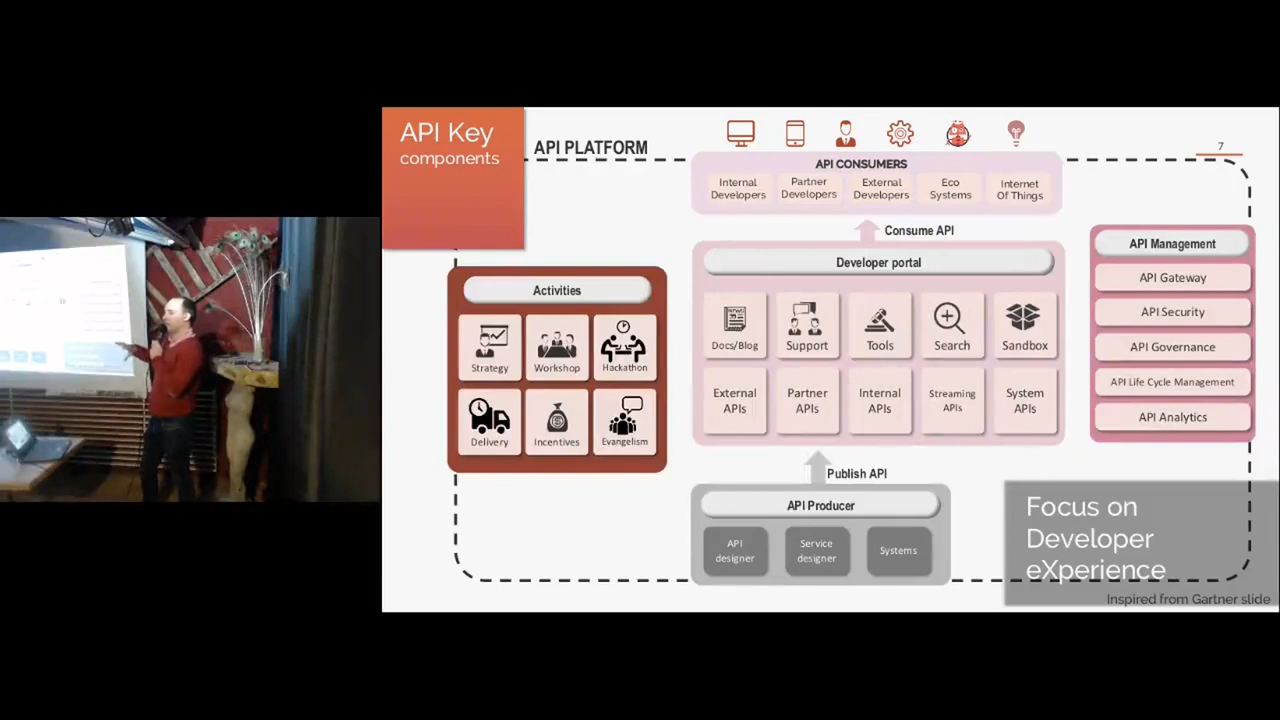 API Key
components
API PLATFORM
7
API CONSUMERS
Internal
Developers
Partner
Developers
External
Developers
Eco
Systems
Internet
Of Things
Consume API
Activities
Strategy
Workshop
Hackathon
Delivery
Incentives
Evangelism
Developer portal
Docs/Blog
Support
Tools
Search
Sandbox
External
APIs
Partner
APIs
Internal
APIs
Streaming
APIs
System
APIs
API Management
API Gateway
API Security
API Governance
API Life Cycle Management
API Analytics
Publish API
API Producer
API
designer
Service
designer
Systems
Focus on
Developer
eXperience
Inspired from Gartner slide